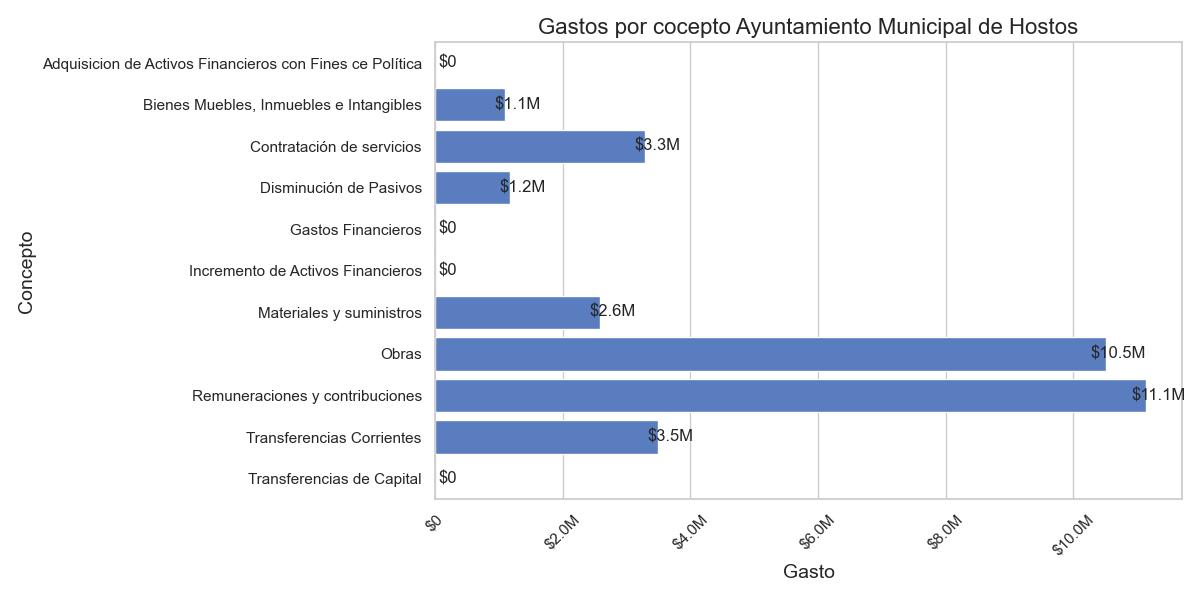 Gastos por cocepto Ayuntamiento Municipal de Hostos
Concepto
Adquisicion de Activos Financieros con Fines ce Política $0
Bienes Muebles, Inmuebles e Intangibles $1.1M
Contratación de servicios $3.3M
Disminución de Pasivos $1.2M
Gastos Financieros $0
Incremento de Activos Financieros $0
Materiales y suministros $2.6M
Obras $10.5M
Remuneraciones y contribuciones $11.1M
Transferencias Corrientes $3.5M
Transferencias de Capital $0
$0 $2.0M $4.0M $6.0M $8.0M $10.0M
Gasto